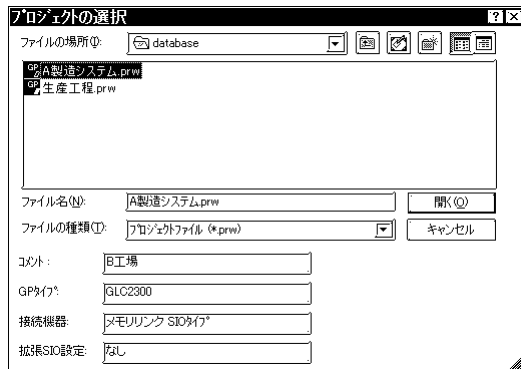 プロジェクトの選択
ファイルの場所(I): database
A製造システム.prw
生産工程.prw
ファイル名(N): A製造システム.prw 開く(O)
ファイルの種類(T): プロジェクトファイル (*.prw) キャンセル
コメント : B工場
GPタイプ: GLC2300
接続機器: メモリリンク SIOタイプ
拡張SIO設定: なし